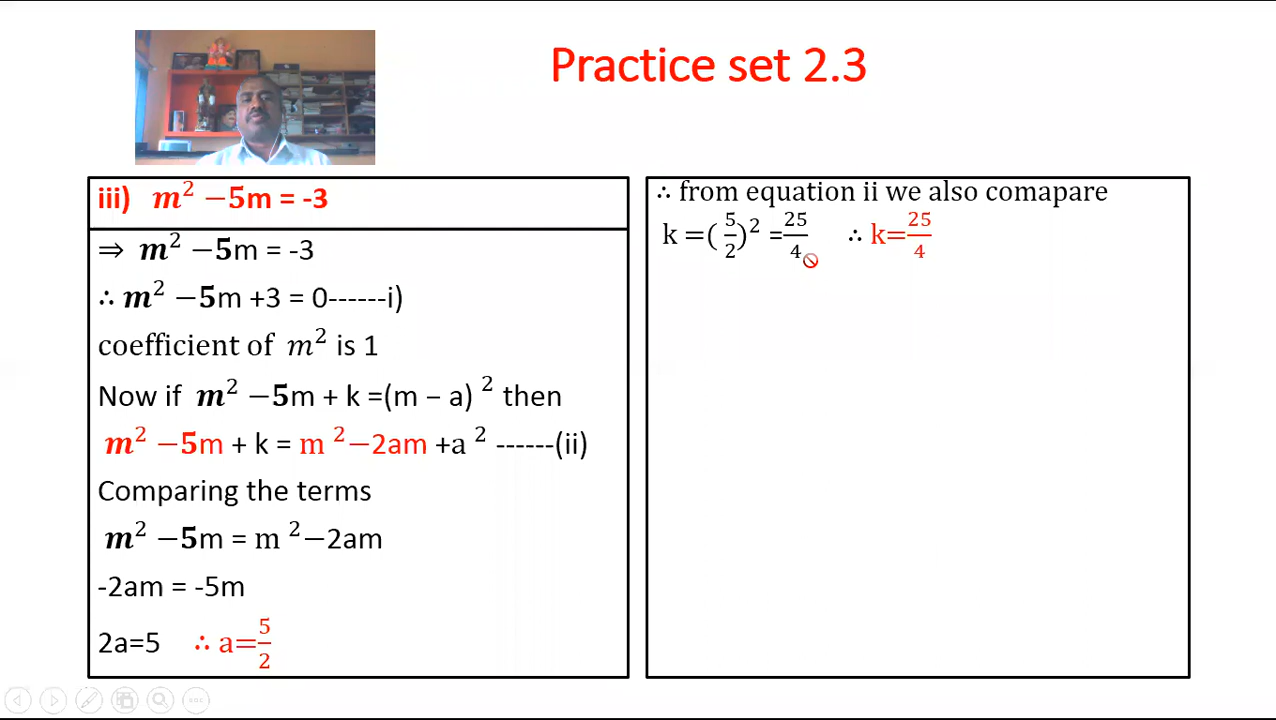 Practice set 2.3
iii) m² −5m = -3
⇒ m² −5m = -3
∴ m² −5m +3 = 0------i)
coefficient of m² is 1
Now if m² −5m + k =(m − a) ² then
m² −5m + k = m ²−2am +a ² ------(ii)
Comparing the terms
m² −5m = m ²−2am
-2am = -5m
2a=5 ∴ a=5/2
∴ from equation ii we also comapare
k =( 5/2)² =25/4 ∴ k=25/4